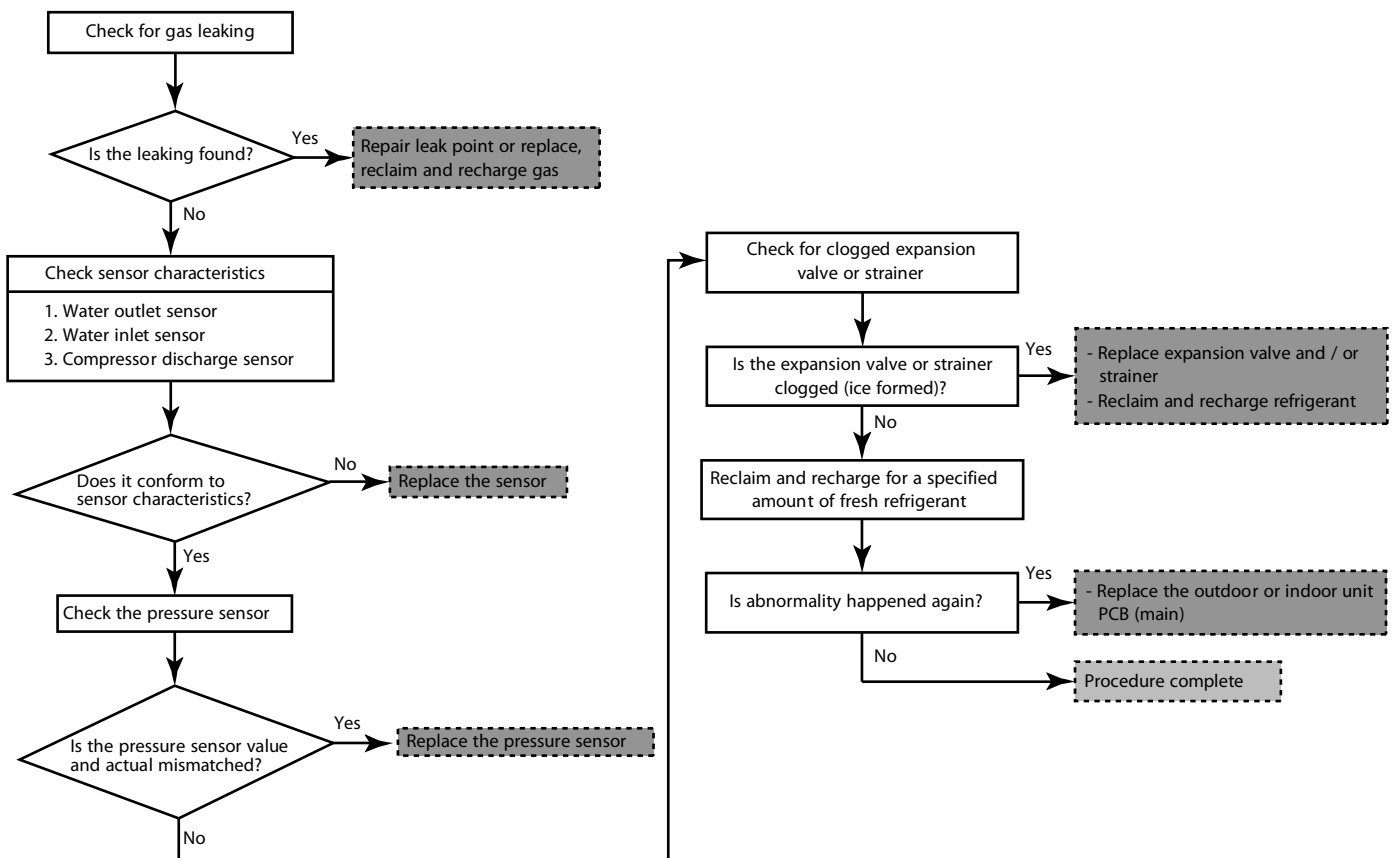 Check for gas leaking
Is the leaking found?
Yes
Repair leak point or replace,
reclaim and recharge gas
No
Check sensor characteristics
1. Water outlet sensor
2. Water inlet sensor
3. Compressor discharge sensor
Does it conform to
sensor characteristics?
No
Replace the sensor
Yes
Check the pressure sensor
Is the pressure sensor value
and actual mismatched?
Yes
Replace the pressure sensor
No
Check for clogged expansion
valve or strainer
Is the expansion valve or strainer
clogged (ice formed)?
Yes
- Replace expansion valve and / or
strainer
- Reclaim and recharge refrigerant
No
Reclaim and recharge for a specified
amount of fresh refrigerant
Is abnormality happened again?
Yes
- Replace the outdoor or indoor unit
PCB (main)
No
Procedure complete